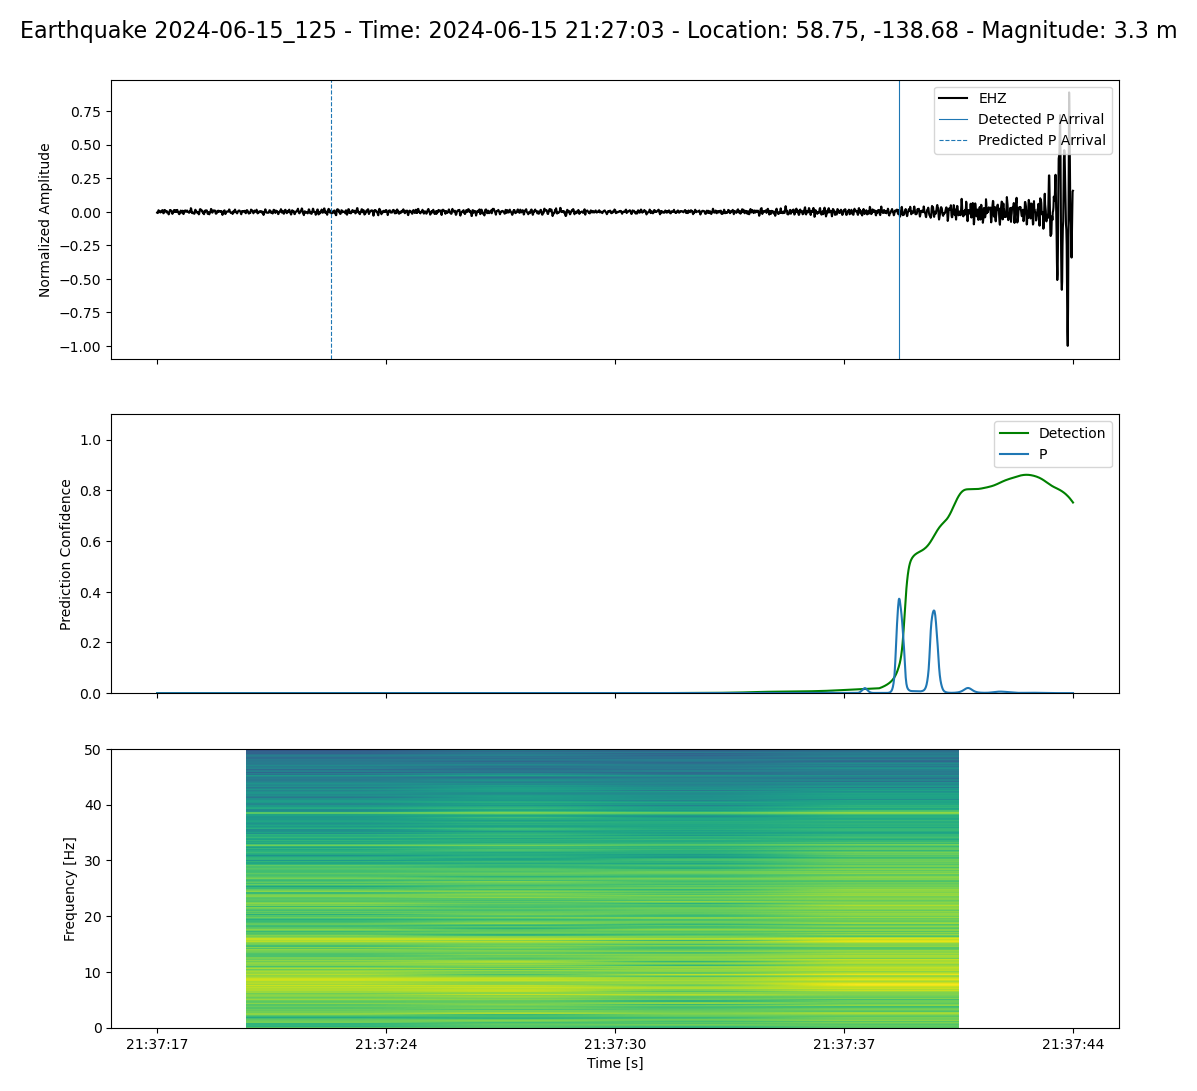 Earthquake 2024-06-15_125 - Time: 2024-06-15 21:27:03 - Location: 58.75, -138.68 - Magnitude: 3.3 m
Normalized Amplitude
0.75
0.50
0.25
0.00
−0.25
−0.50
−0.75
−1.00
EHZ
Detected P Arrival
Predicted P Arrival
Prediction Confidence
1.0
0.8
0.6
0.4
0.2
0.0
Detection
P
Frequency [Hz]
50
40
30
20
10
0
21:37:17 21:37:24 21:37:30 21:37:37 21:37:44
Time [s]